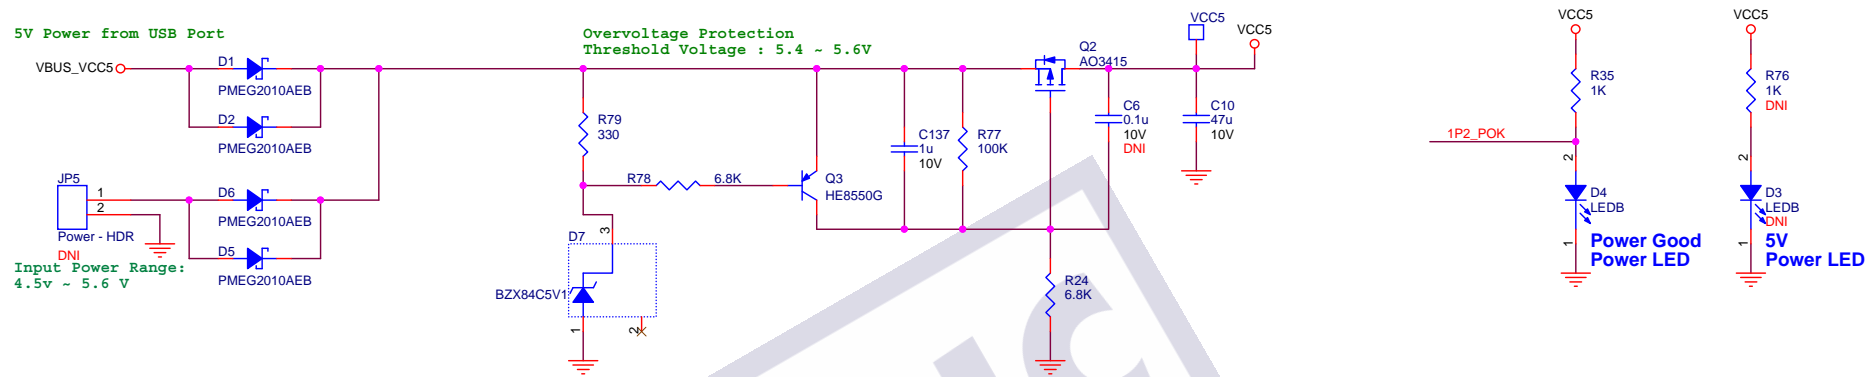 5V Power from USB Port
VBUS_VCC5
D1
PMEG2010AEB
D2
PMEG2010AEB
JP5
1
2
Power - HDR
DNI
D6
PMEG2010AEB
D5
PMEG2010AEB
Input Power Range:
4.5v ~ 5.6 V
Overvoltage Protection
Threshold Voltage : 5.4 ~ 5.6V
R79
330
R78
6.8K
Q3
HE8550G
D7
3
BZX84C5V1
1
2
C137
1u
10V
R77
100K
Q2
AO3415
R24
6.8K
C6
0.1u
10V
DNI
VCC5
VCC5
C10
47u
10V
VCC5
R35
1K
1P2_POK
2
D4
LEDB
1
Power Good
Power LED
VCC5
R76
1K
DNI
2
D3
LEDB
DNI
1
5V
Power LED